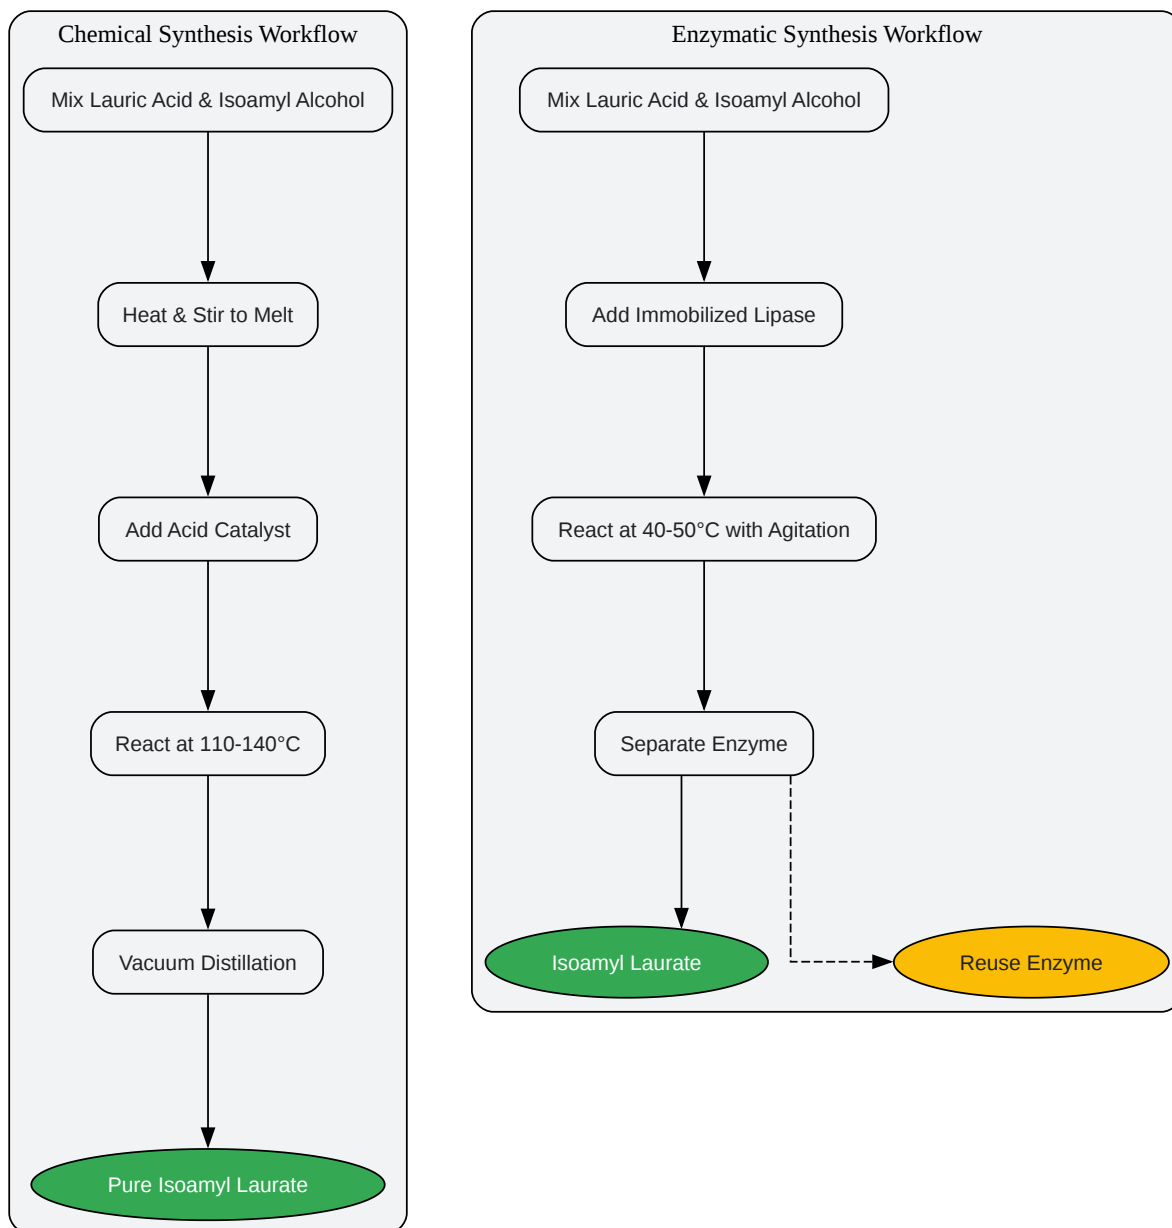 Chemical Synthesis Workflow
Mix Lauric Acid & Isoamyl Alcohol
Heat & Stir to Melt
Add Acid Catalyst
React at 110-140°C
Vacuum Distillation
Pure Isoamyl Laurate
Enzymatic Synthesis Workflow
Mix Lauric Acid & Isoamyl Alcohol
Add Immobilized Lipase
React at 40-50°C with Agitation
Separate Enzyme
Isoamyl Laurate
Reuse Enzyme